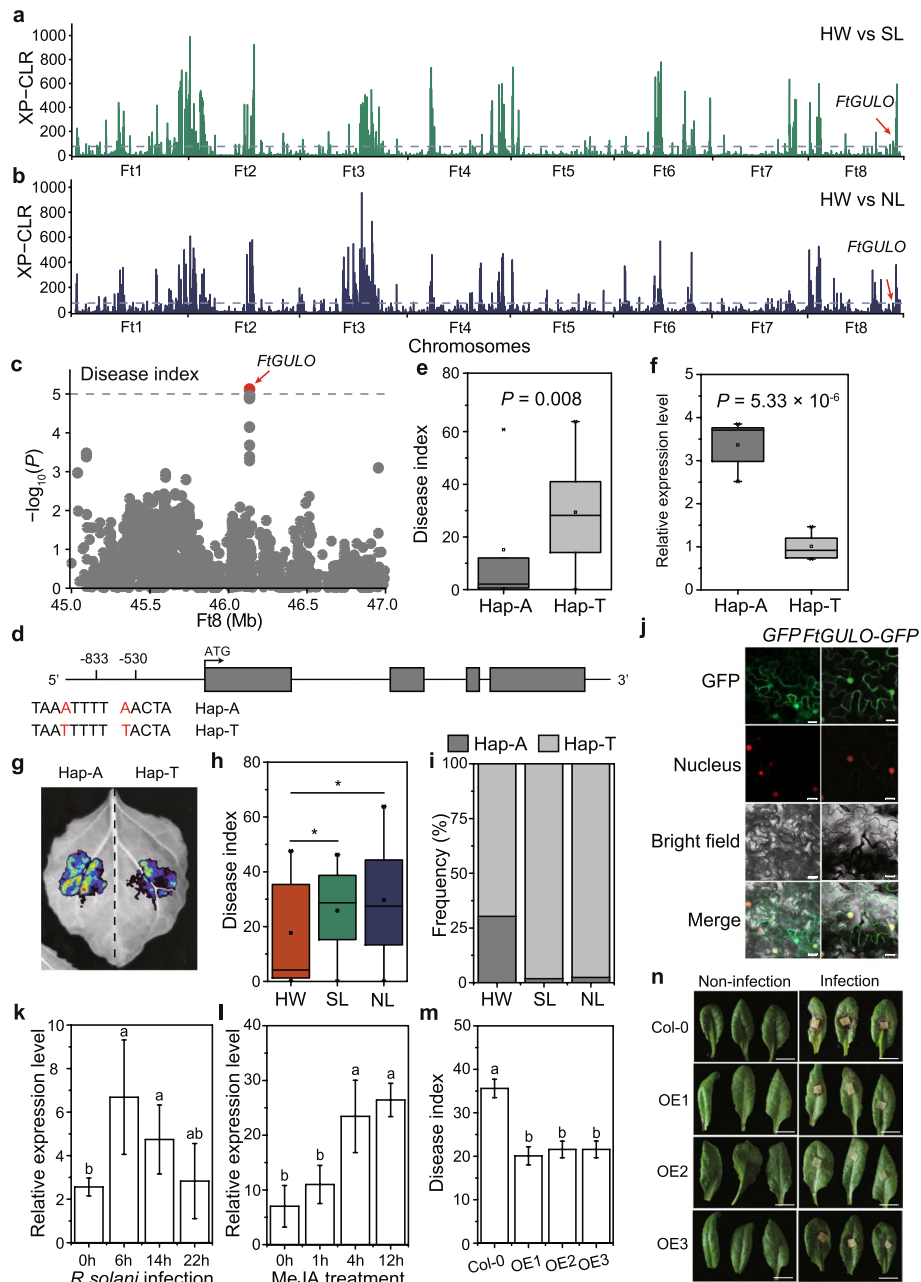 a
HW vs SL
XP−CLR
1000
800
600
400
200
0
FtGULO
Ft1 Ft2 Ft3 Ft4 Ft5 Ft6 Ft7 Ft8
b
HW vs NL
XP−CLR
1000
800
600
400
200
0
FtGULO
Ft1 Ft2 Ft3 Ft4 Ft5 Ft6 Ft7 Ft8
Chromosomes
c
Disease index
FtGULO
−log10(P)
5
4
3
2
1
0
45.0 45.5 46.0 46.5 47.0
Ft8 (Mb)
e
P = 0.008
Disease index
80
60
40
20
0
Hap-A Hap-T
f
P = 5.33 × 10-6
Relative expression level
5
4
3
2
1
0
Hap-A Hap-T
d
-833 -530 ATG
5' 3'
TAAATTTT AACTA Hap-A
TAATTTTT TACTA Hap-T
g
Hap-A Hap-T
h
Disease index
80
60
40
20
0
* *
HW SL NL
Hap-A Hap-T
i
Frequency (%)
100
75
50
25
0
HW SL NL
j
GFP FtGULO-GFP
GFP
Nucleus
Bright field
Merge
k
Relative expression level
10
8
6
4
2
0
b a a ab
0h 6h 14h 22h
R.solani infection
l
Relative expression level
40
30
20
10
0
b b a a
0h 1h 4h 12h
MeJA treatment
m
Disease index
50
40
30
20
10
0
a b b b
Col-0 OE1 OE2 OE3
n
Non-infection Infection
Col-0
OE1
OE2
OE3